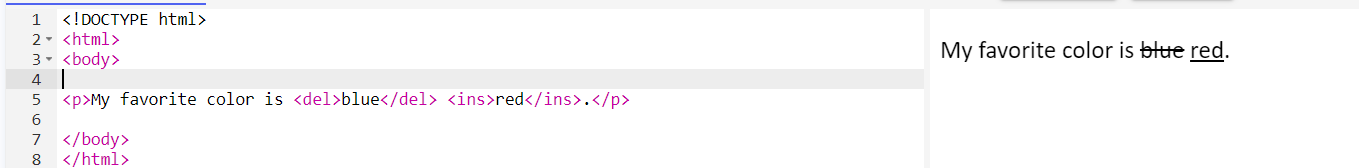 1 <!DOCTYPE html>
2 <html>
3 <body>
4
5 <p>My favorite color is <del>blue</del> <ins>red</ins>.</p>
6
7 </body>
8 </html>
My favorite color is blue red.